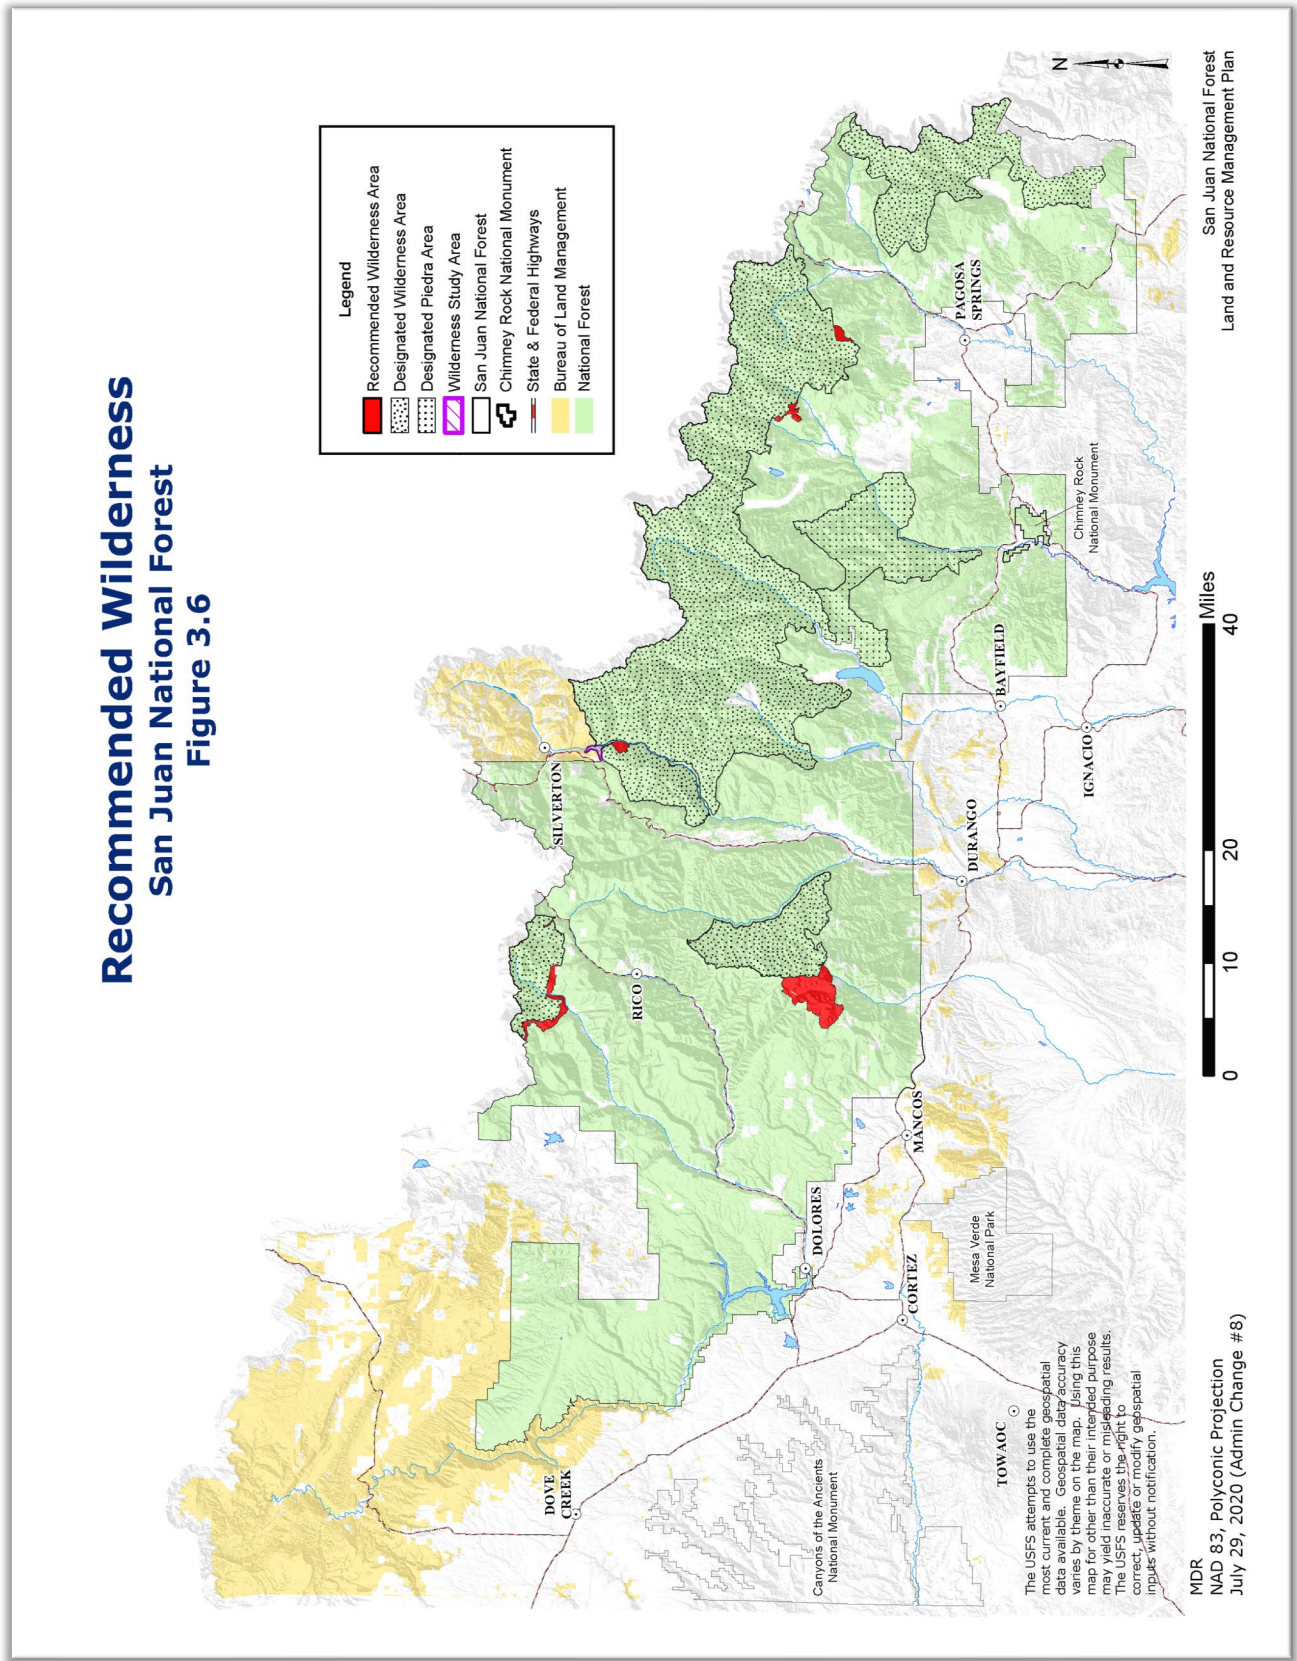 Recommended Wilderness
San Juan National Forest
Figure 3.6
Legend
Recommended Wilderness Area
Designated Wilderness Area
Designated Piedra Area
Wilderness Study Area
San Juan National Forest
Chimney Rock National Monument
State & Federal Highways
Bureau of Land Management
National Forest
N
SILVERTON
RICO
DOVE
CREEK
DOLORES
CORTEZ
MANCOS
DURANGO
BAYFIELD
IGNACIO
PAGOSA
SPRINGS
TOWAOC
Chimney Rock
National Monument
Mesa Verde
National Park
Canyons of the Ancients
National Monument
The USFS attempts to use the
most current and complete geospatial
data available. Geospatial data accuracy
varies by theme on the map. Using this
map for other than their intended purpose
may yield inaccurate or misleading results.
The USFS reserves the right to
correct, update or modify geospatial
inputs without notification.
MDR
NAD 83, Polyconic Projection
July 29, 2020 (Admin Change #8)
0 10 20 40 Miles
San Juan National Forest
Land and Resource Management Plan